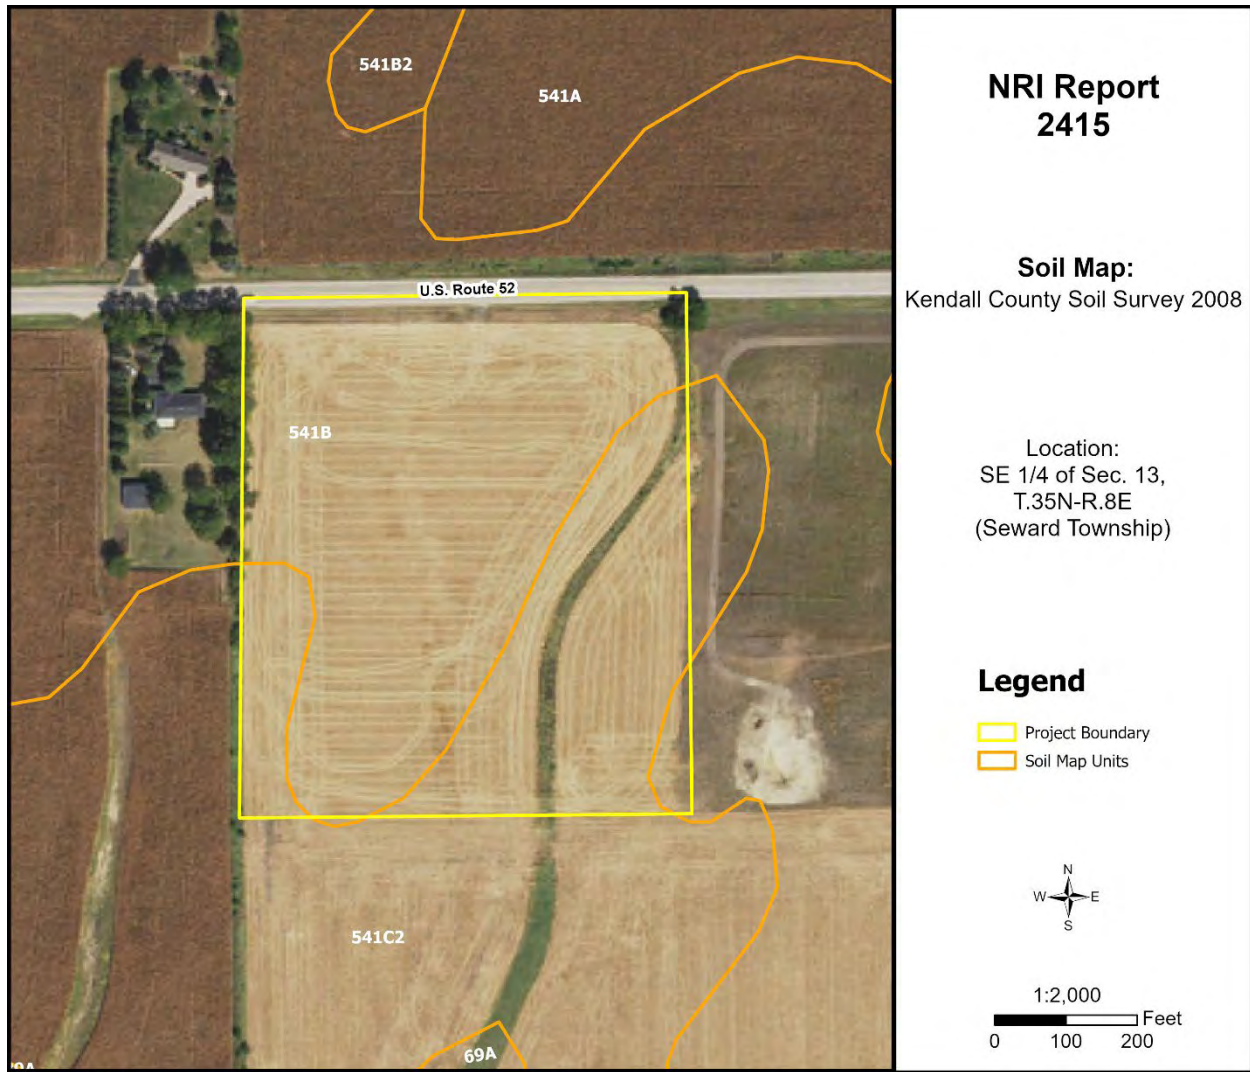 541B2
541A
U.S. Route 52
541B
541C2
69A
NRI Report
2415
Soil Map:
Kendall County Soil Survey 2008
Location:
SE 1/4 of Sec. 13,
T.35N-R.8E
(Seward Township)
Legend
Project Boundary
Soil Map Units
N
W E
S
1:2,000
Feet
0 100 200